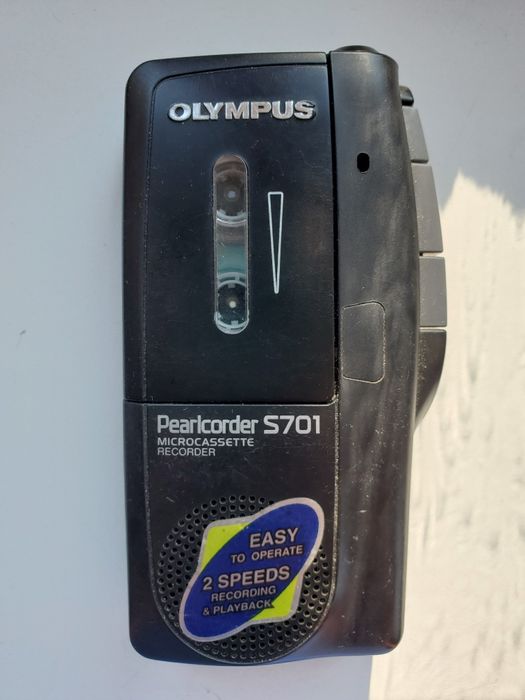 OLYMPUS
Pearlcorder S701
MICROCASSETTE
RECORDER
EASY
TO OPERATE
2 SPEEDS
RECORDING
& PLAYBACK